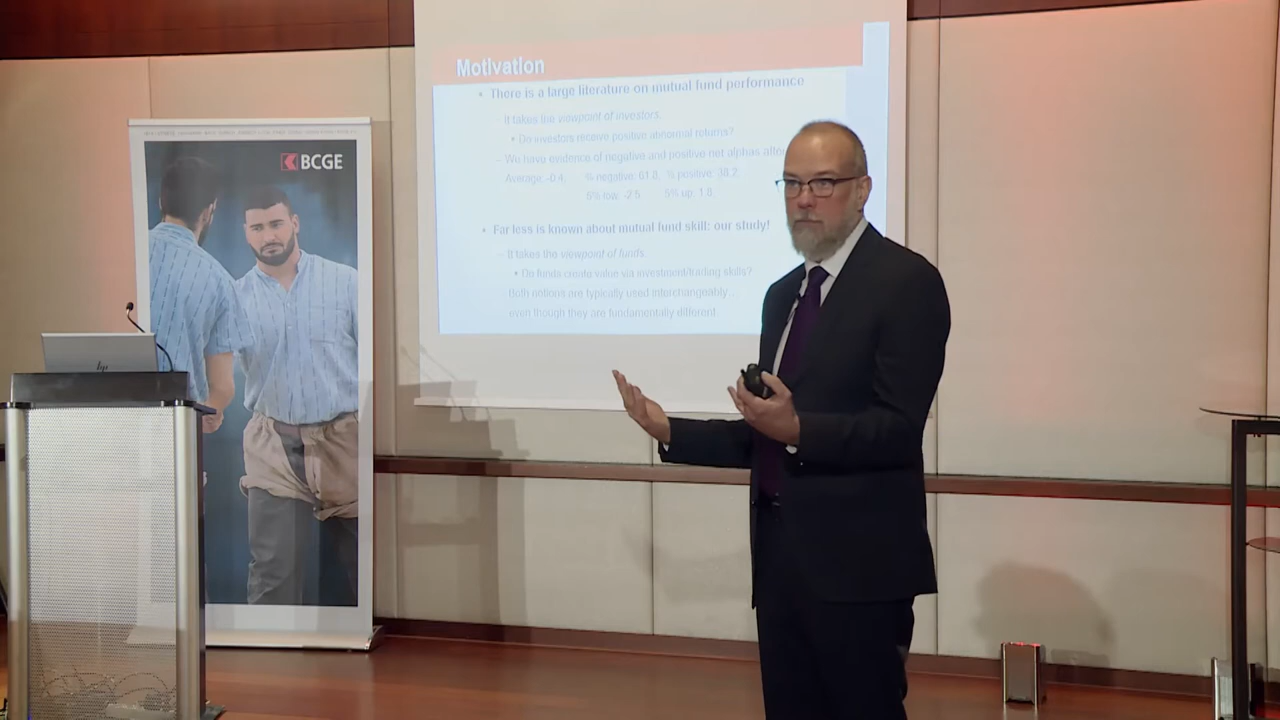 Motivation
• There is a large literature on mutual fund performance
– It takes the viewpoint of investors.
• Do investors receive positive abnormal returns?
– We have evidence of negative and positive net alphas
Average: -0.4, % negative: 61.8, % positive: 38.2,
5% low: -2.5 5% up: 1.0
• Far less is known about mutual fund skill: our study!
– It takes the viewpoint of funds.
• Do funds create value via investment/trading skills?
Both notions are typically used interchangeably...
even though they are fundamentally different
BCGE
hp